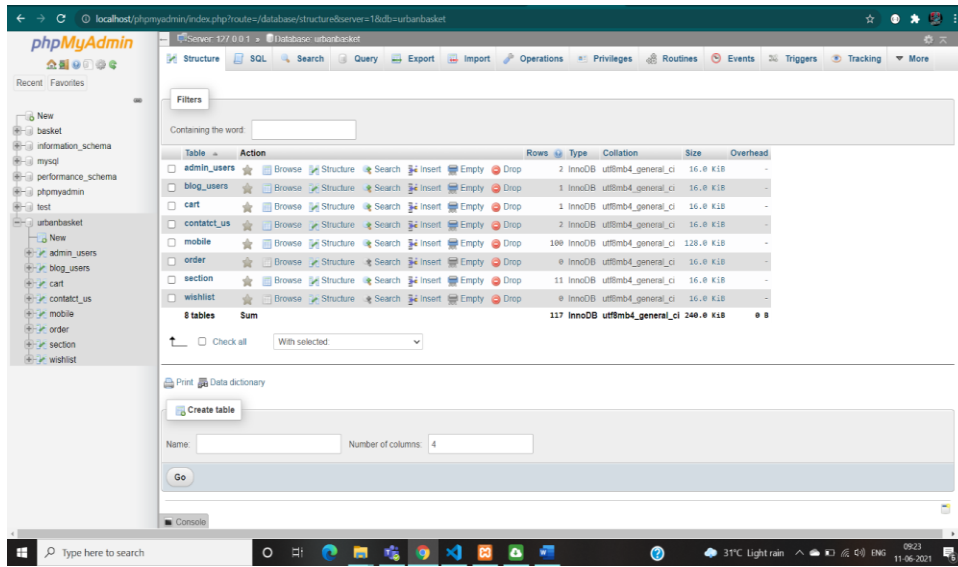 localhost/phpmyadmin/index.php?route=/database/structure&server=1&db=urbanbasket
phpMyAdmin
Recent Favorites
New
basket
information_schema
mysql
performance_schema
phpmyadmin
test
urbanbasket
New
admin_users
blog_users
cart
contatct_us
mobile
order
section
wishlist
Server: 127.0.0.1 » Database: urbanbasket
Structure SQL Search Query Export Import Operations Privileges Routines Events Triggers Tracking More
Filters
Containing the word:
Table Action Rows Type Collation Size Overhead
admin_users Browse Structure Search Insert Empty Drop 2 InnoDB utf8mb4_general_ci 16.0 KiB -
blog_users Browse Structure Search Insert Empty Drop 1 InnoDB utf8mb4_general_ci 16.0 KiB -
cart Browse Structure Search Insert Empty Drop 1 InnoDB utf8mb4_general_ci 16.0 KiB -
contatct_us Browse Structure Search Insert Empty Drop 2 InnoDB utf8mb4_general_ci 16.0 KiB -
mobile Browse Structure Search Insert Empty Drop 100 InnoDB utf8mb4_general_ci 128.0 KiB -
order Browse Structure Search Insert Empty Drop 0 InnoDB utf8mb4_general_ci 16.0 KiB -
section Browse Structure Search Insert Empty Drop 11 InnoDB utf8mb4_general_ci 16.0 KiB -
wishlist Browse Structure Search Insert Empty Drop 0 InnoDB utf8mb4_general_ci 16.0 KiB -
8 tables Sum 117 InnoDB utf8mb4_general_ci 240.0 KiB 0 B
Check all With selected:
Print Data dictionary
Create table
Name: Number of columns: 4
Go
Console
Type here to search
31°C Light rain ENG 09:23
11-06-2021